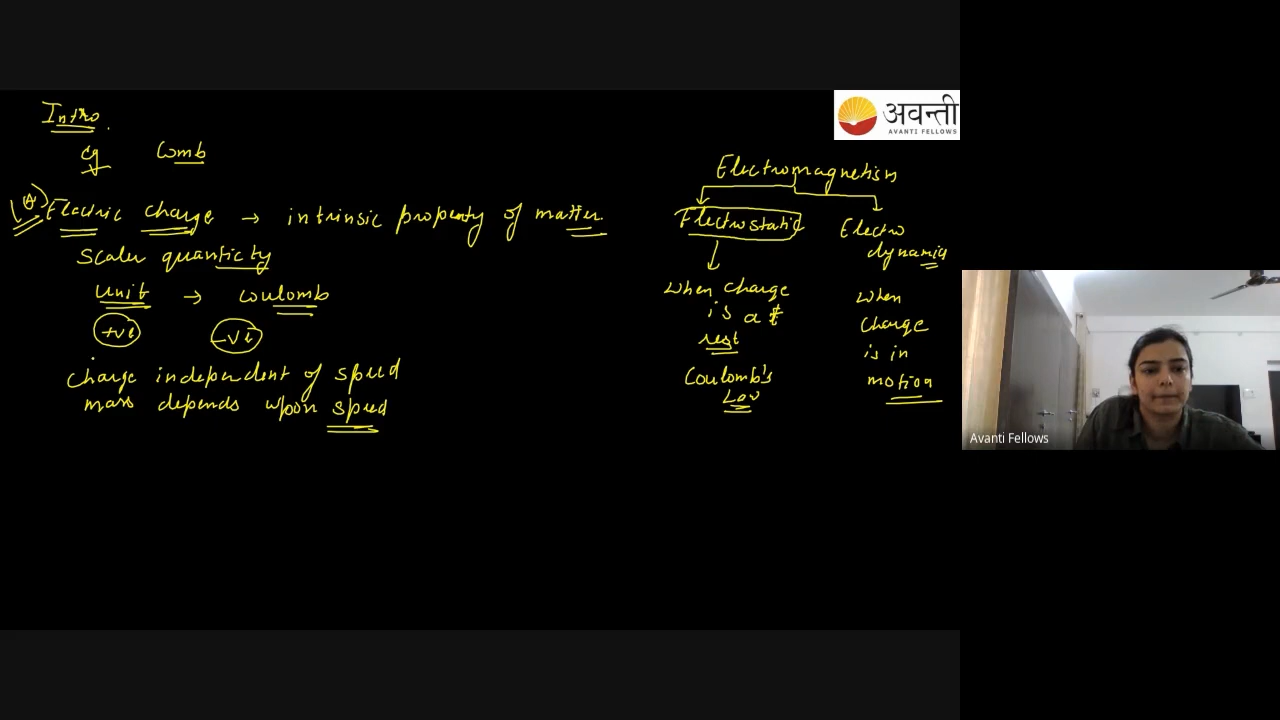 Intro.
eg comb
(A) Electric charge → intrinsic property of matter.
Scaler quanticty
unit → Coulomb
+ve -ve
charge independent of speed
mass depends upon speed
अवन्ती
AVANTI FELLOWS
Electromagnetism
Electrostatic
When charge
is at
rest
Coulomb's
Law
Electro
dynamics
when
charge
is in
motion
Avanti Fellows